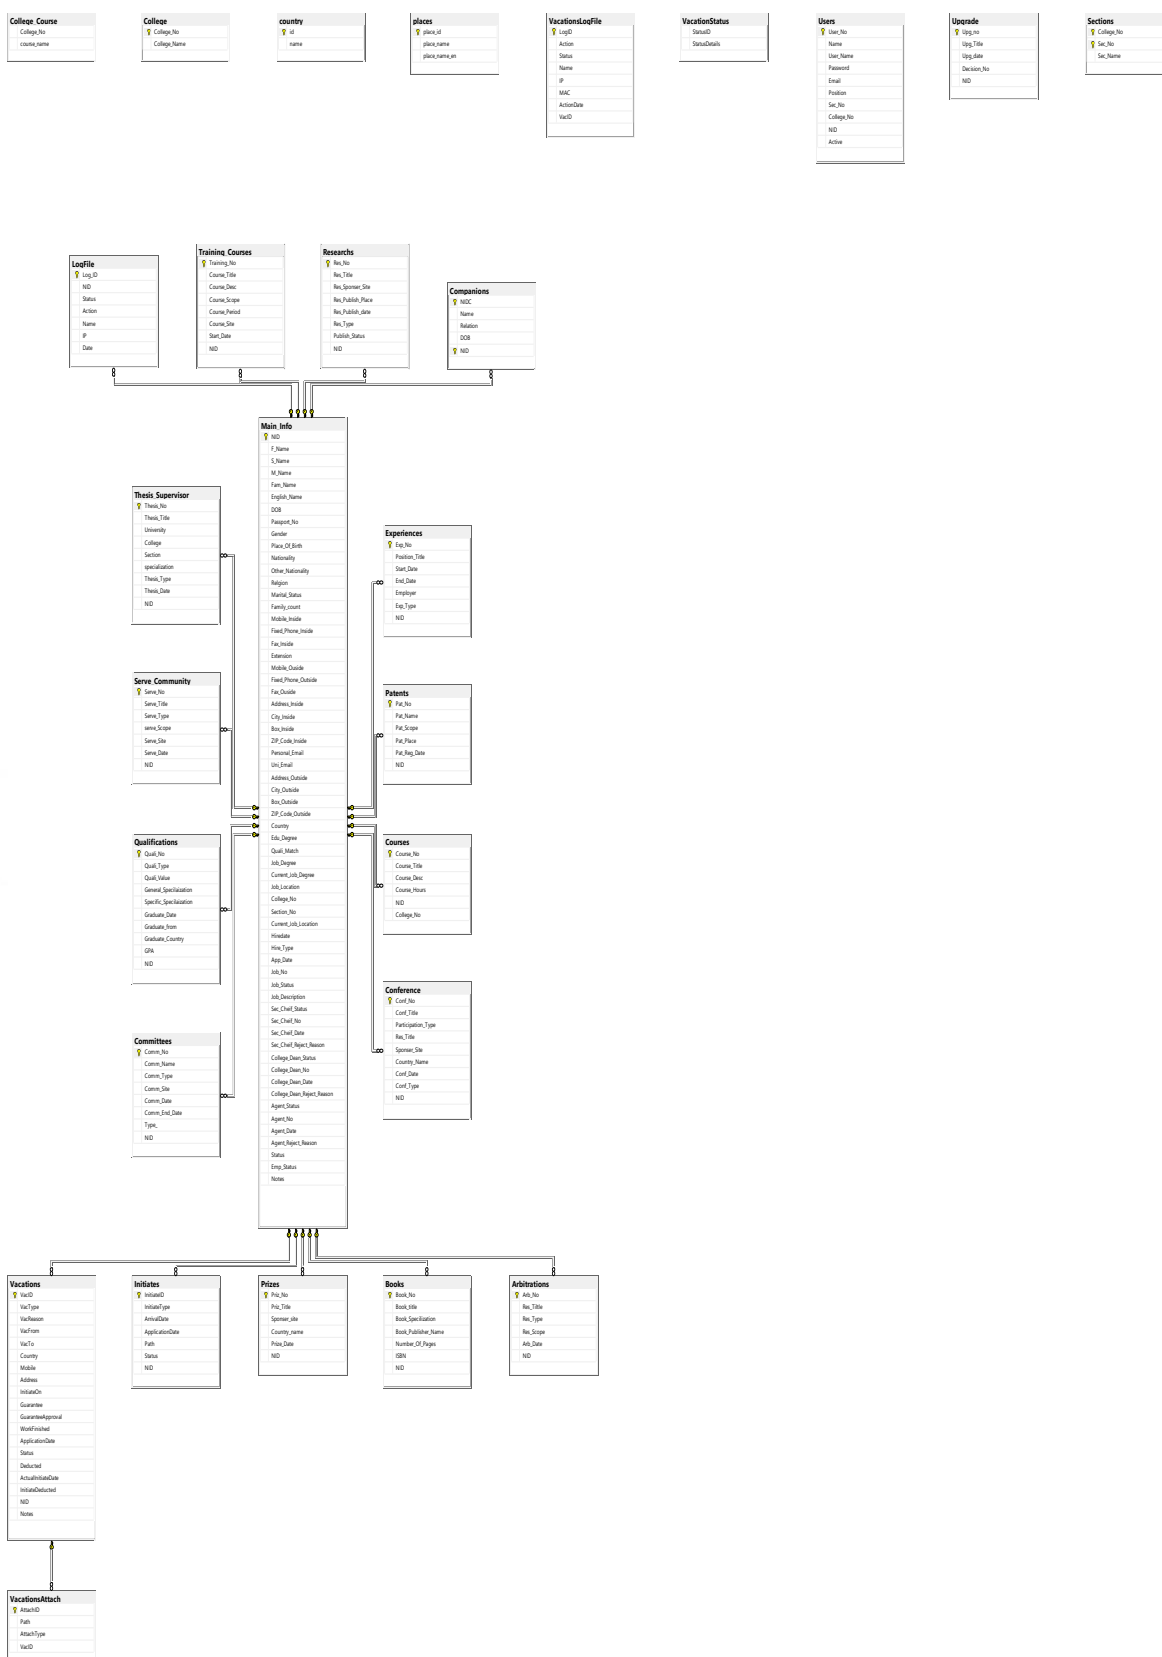 College_Course
College_No
course_name
College
College_No
College_Name
country
id
name
places
place_id
place_name
place_name_en
VacationsLogFile
LogID
Action
Status
Name
IP
MAC
ActionDate
VacID
VacationStatus
StatusID
StatusDetails
Users
User_No
Name
User_Name
Password
Email
Position
Sec_No
College_No
NID
Active
Upgrade
Upg_no
Upg_Title
Upg_date
Decision_No
NID
Sections
College_No
Sec_No
Sec_Name
LogFile
Log_ID
NID
Status
Action
Name
IP
Date
Training_Courses
Training_No
Course_Title
Course_Desc
Course_Scope
Course_Period
Course_Site
Start_Date
NID
Researchs
Res_No
Res_Title
Res_Sponser_Site
Res_Publish_Place
Res_Publish_date
Res_Type
Publish_Status
NID
Companions
NIDC
Name
Relation
DOB
NID
Main_Info
NID
F_Name
S_Name
M_Name
Fam_Name
English_Name
DOB
Passport_No
Gender
Place_Of_Birth
Nationality
Other_Nationality
Religion
Marital_Status
Family_count
Mobile_Inside
Fixed_Phone_Inside
Fax_Inside
Extension
Mobile_Ouside
Fixed_Phone_Outside
Fax_Ouside
Address_Inside
City_Inside
Box_Inside
ZIP_Code_Inside
Personal_Email
Uni_Email
Address_Outside
City_Outside
Box_Outside
ZIP_Code_Outside
Country
Edu_Degree
Quali_Match
Job_Degree
Current_Job_Degree
Job_Location
College_No
Section_No
Current_Job_Location
Hiredate
Hire_Type
App_Date
Job_No
Job_Status
Job_Description
Sec_Cheif_Status
Sec_Cheif_No
Sec_Cheif_Date
Sec_Cheif_Reject_Reason
College_Dean_Status
College_Dean_No
College_Dean_Date
College_Dean_Reject_Reason
Agent_Status
Agent_No
Agent_Date
Agent_Reject_Reason
Status
Emp_Status
Notes
Thesis_Supervisor
Thesis_No
Thesis_Title
University
College
Section
specialization
Thesis_Type
Thesis_Date
NID
Experiences
Exp_No
Position_Title
Start_Date
End_Date
Employer
Exp_Type
NID
Serve_Community
Serve_No
Serve_Title
Serve_Type
serve_Scope
Serve_Site
Serve_Date
NID
Patents
Pat_No
Pat_Name
Pat_Scope
Pat_Place
Pat_Reg_Date
NID
Qualifications
Quali_No
Quali_Type
Quali_Value
General_Specilaization
Specific_Specilaization
Graduate_Date
Graduate_from
Graduate_Country
GPA
NID
Courses
Course_No
Course_Title
Course_Desc
Course_Hours
NID
College_No
Committees
Comm_No
Comm_Name
Comm_Type
Comm_Site
Comm_Date
Comm_End_Date
Type_
NID
Conference
Conf_No
Conf_Title
Participation_Type
Res_Title
Sponser_Site
Country_Name
Conf_Date
Conf_Type
NID
Vacations
VacID
VacType
VacReason
VacFrom
VacTo
Country
Mobile
Address
InitiateOn
Guarantee
GuaranteeApproval
WorkFinished
ApplicationDate
Status
Deducted
ActualInitiateDate
InitiateDeducted
NID
Notes
Initiates
InitiateID
InitiateType
ArrivalDate
ApplicationDate
Path
Status
NID
Prizes
Priz_No
Priz_Title
Sponser_site
Country_name
Prize_Date
NID
Books
Book_No
Book_title
Book_Specilization
Book_Publisher_Name
Number_Of_Pages
ISBN
NID
Arbitrations
Arb_No
Res_Tiltle
Res_Type
Res_Scope
Arb_Date
NID
VacationsAttach
AttachID
Path
AttachType
VacID